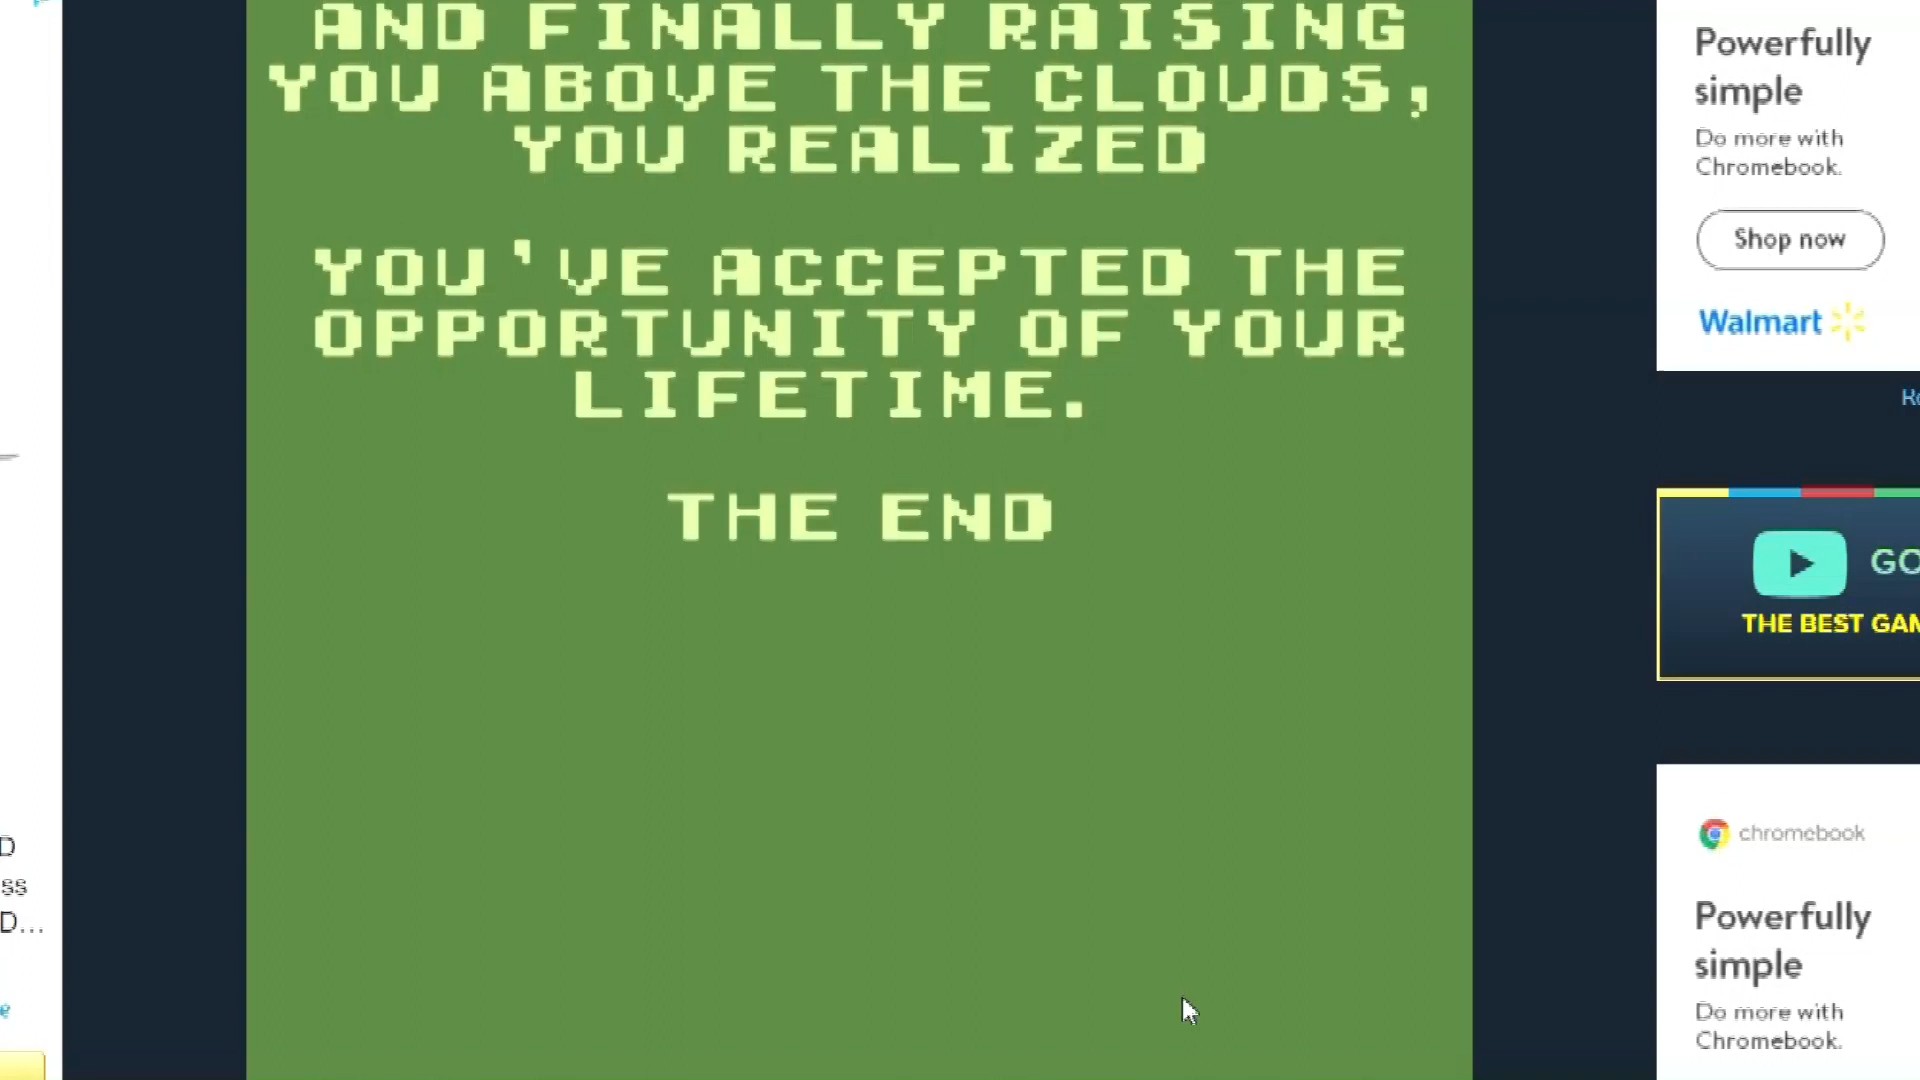 AND FINALLY RAISING
YOU ABOVE THE CLOUDS,
YOU REALIZED
YOU'VE ACCEPTED THE
OPPORTUNITY OF YOUR
LIFETIME.
THE END
Powerfully
simple
Do more with
Chromebook.
Shop now
Walmart
GO
THE BEST GAM
chromebook
Powerfully
simple
Do more with
Chromebook.
D
ss
D...
e